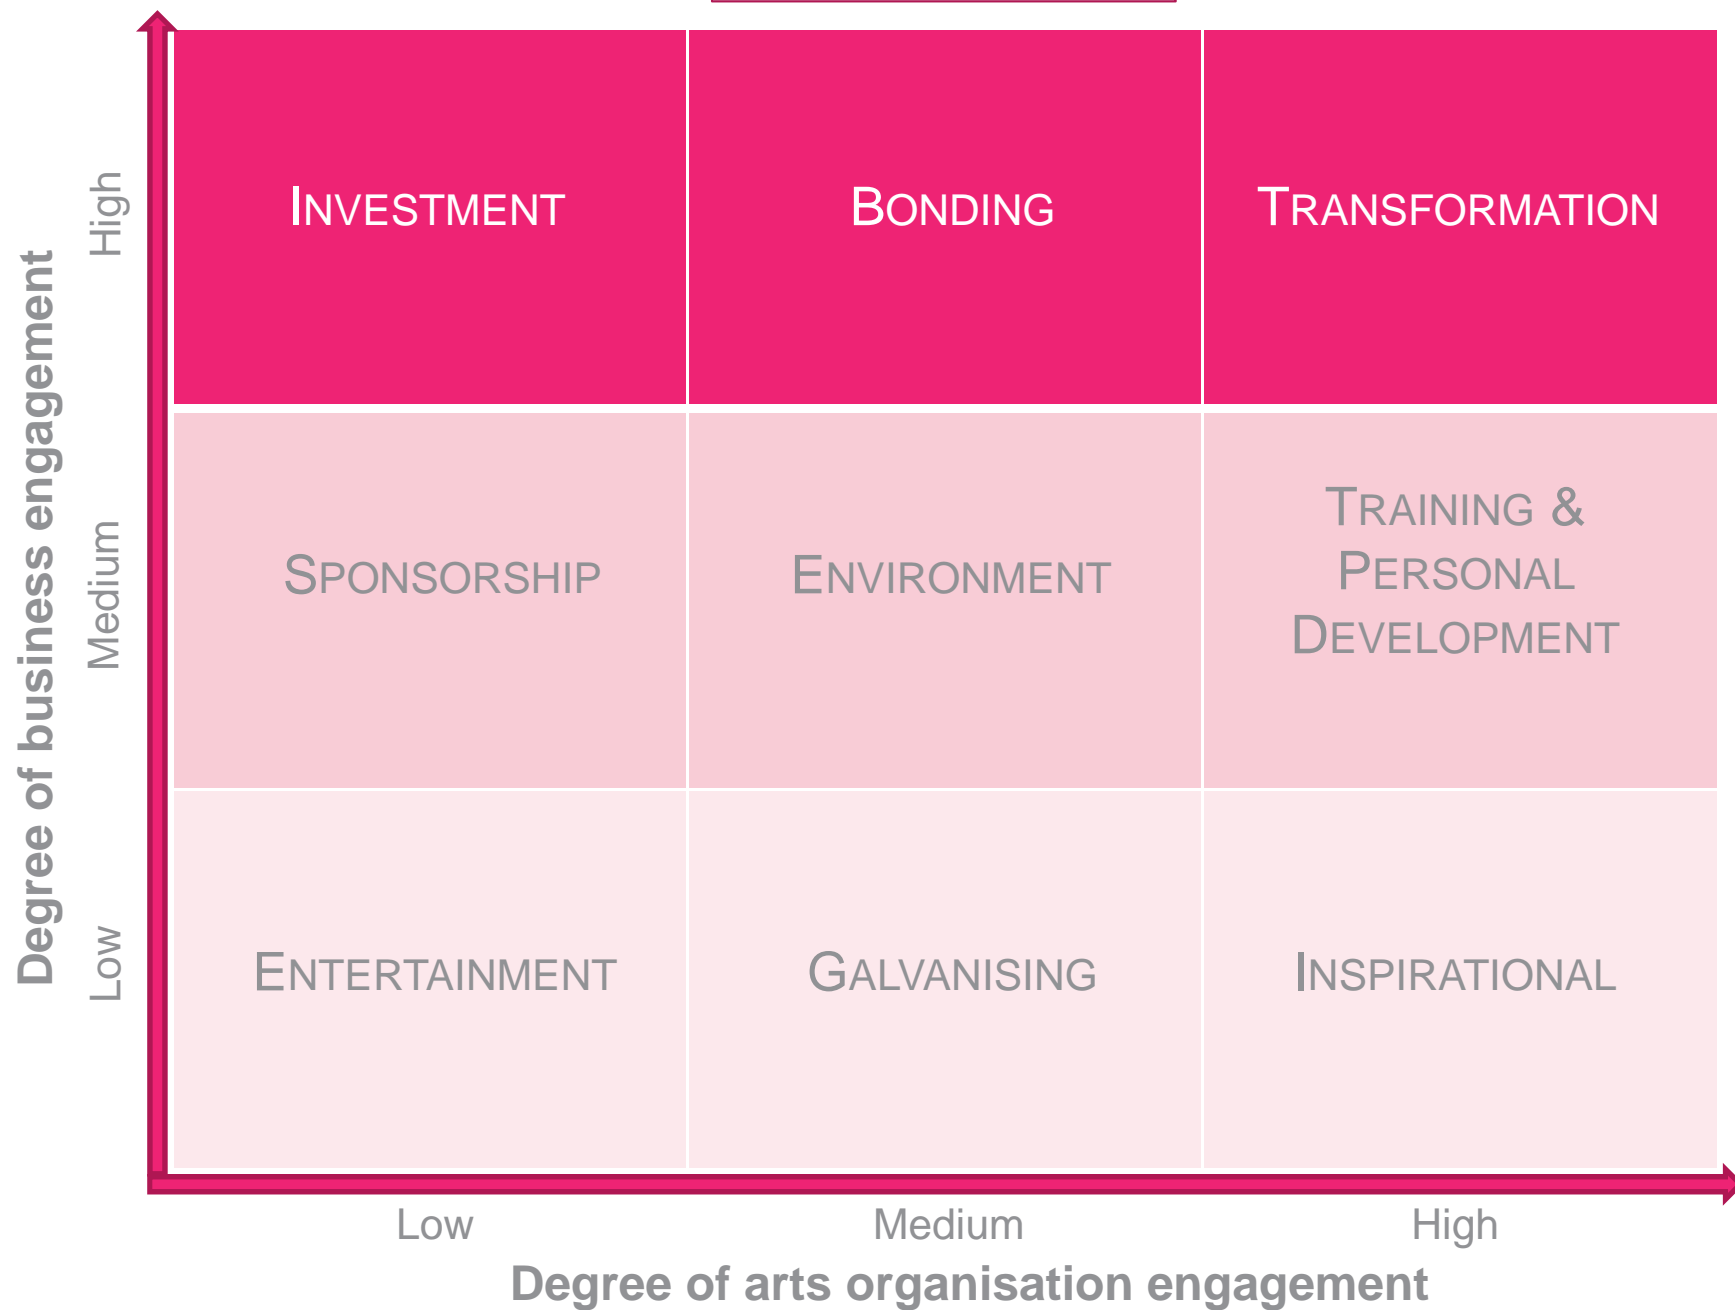 Degree of business engagement
High
INVESTMENT
BONDING
TRANSFORMATION
Medium
SPONSORSHIP
ENVIRONMENT
TRAINING &
PERSONAL
DEVELOPMENT
Low
ENTERTAINMENT
GALVANISING
INSPIRATIONAL
Low
Medium
High
Degree of arts organisation engagement